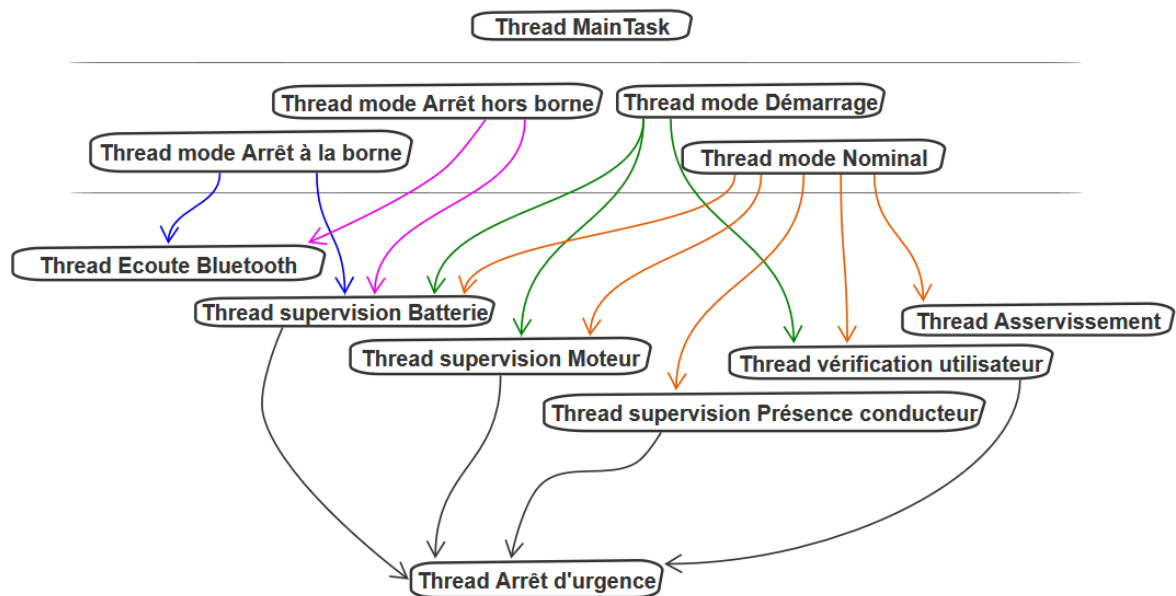 Thread MainTask
Thread mode Arrêt hors borne
Thread mode Démarrage
Thread mode Arrêt à la borne
Thread mode Nominal
Thread Ecoute Bluetooth
Thread supervision Batterie
Thread Asservissement
Thread supervision Moteur
Thread vérification utilisateur
Thread supervision Présence conducteur
Thread Arrêt d'urgence